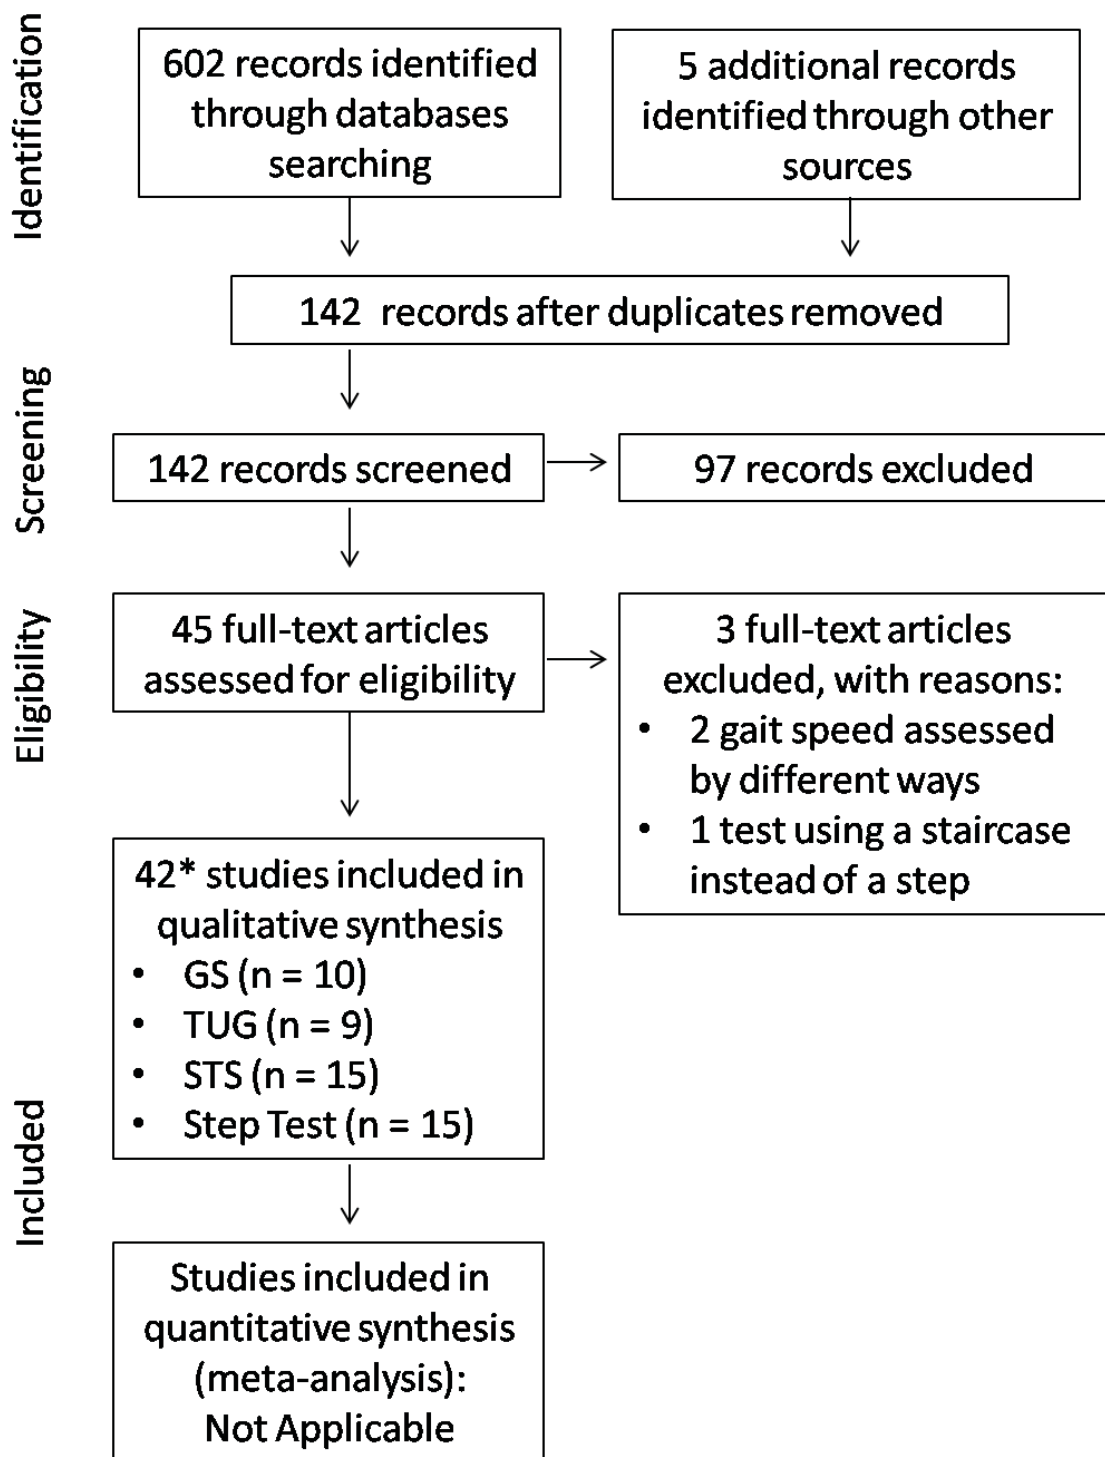 Identification
602 records identified
through databases
searching
5 additional records
identified through other
sources
142 records after duplicates removed
Screening
142 records screened
97 records excluded
Eligibility
45 full-text articles
assessed for eligibility
3 full-text articles
excluded, with reasons:
• 2 gait speed assessed
by different ways
• 1 test using a staircase
instead of a step
Included
42* studies included in
qualitative synthesis
• GS (n = 10)
• TUG (n = 9)
• STS (n = 15)
• Step Test (n = 15)
Studies included in
quantitative synthesis
(meta-analysis):
Not Applicable